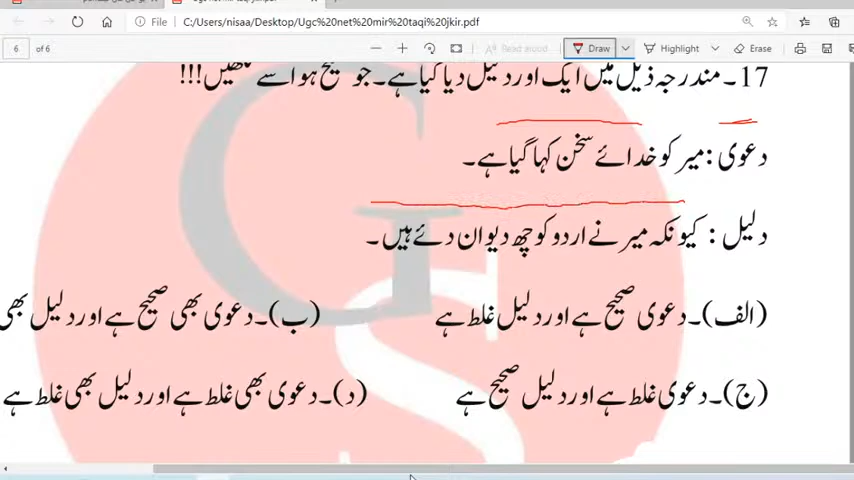 File | C:/Users/nisaa/Desktop/Ugc%20net%20mir%20taqi%20jkir.pdf
6 of 6 Read aloud Draw Highlight Erase
17۔ مندرجہ ذیل میں ایک اور دلیل دیا گیا ہے۔ جو صحیح ہو اسے لکھیں!!!
دعوی: میر کو خدائے سخن کہا گیا ہے۔
دلیل: کیونکہ میر نے اردو کو چھ دیوان دئے ہیں۔
(الف)۔ دعوی صحیح ہے اور دلیل غلط ہے (ب)۔ دعوی بھی صحیح ہے اور دلیل بھی
(ج)۔ دعوی غلط ہے اور دلیل صحیح ہے (د)۔ دعوی بھی غلط ہے اور دلیل بھی غلط ہے